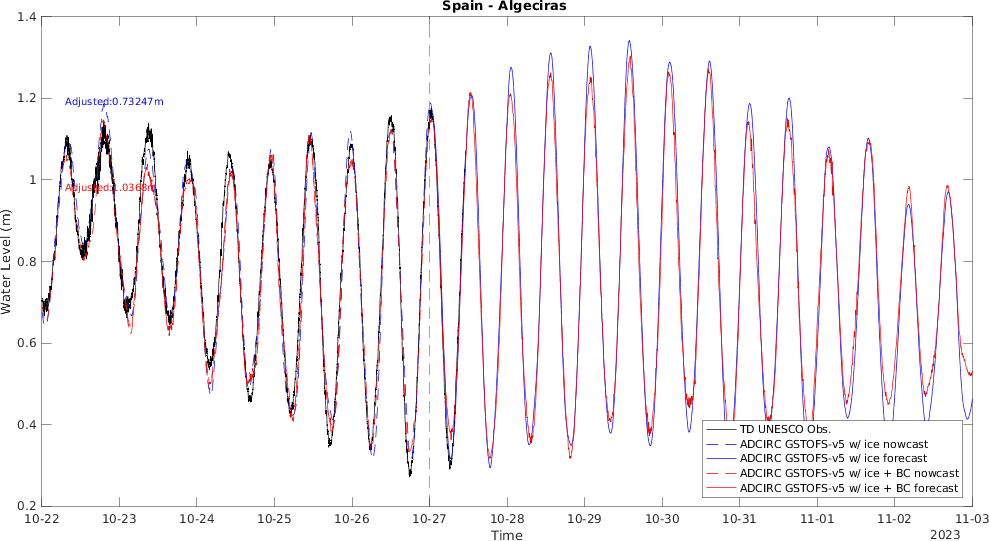 Spain - Algeciras
1.4
1.2
1
0.8
0.6
0.4
0.2
Water Level (m)
Adjusted:0.73247m
Adjusted:1.0368m
TD UNESCO Obs.
ADCIRC GSTOFS-v5 w/ ice nowcast
ADCIRC GSTOFS-v5 w/ ice forecast
ADCIRC GSTOFS-v5 w/ ice + BC nowcast
ADCIRC GSTOFS-v5 w/ ice + BC forecast
10-22 10-23 10-24 10-25 10-26 10-27 10-28 10-29 10-30 10-31 11-01 11-02 11-03
Time
2023